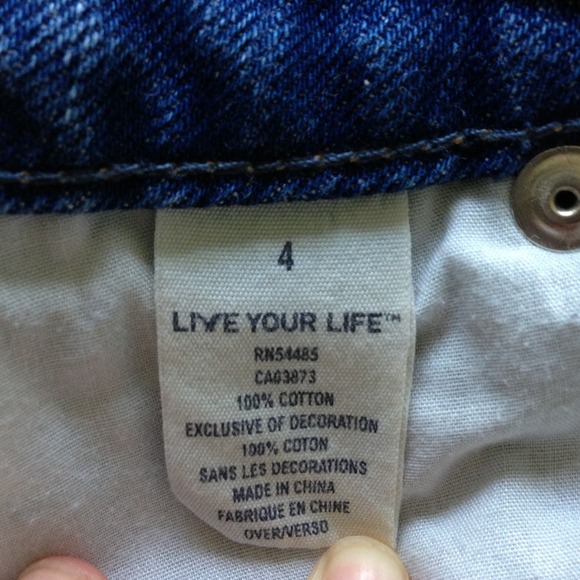 4
LIVE YOUR LIFE™
RN54485
CA03873
100% COTTON
EXCLUSIVE OF DECORATION
100% COTON
SANS LES DECORATIONS
MADE IN CHINA
FABRIQUE EN CHINE
OVER/VERSO